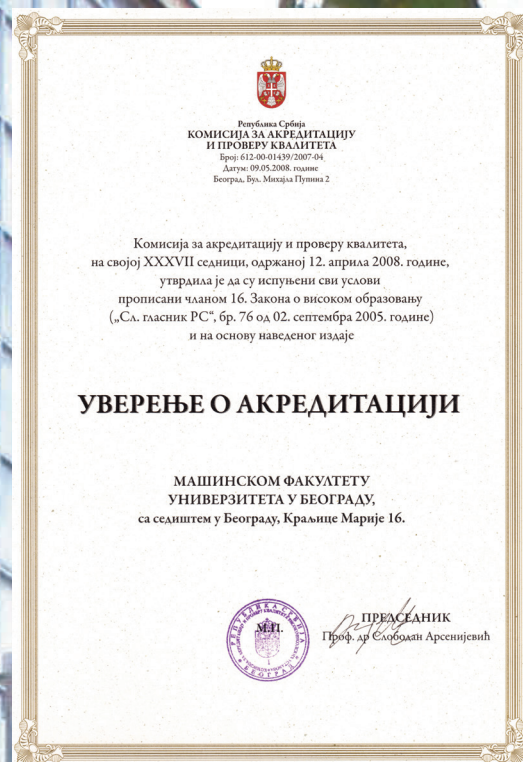 Република Србија
КОМИСИЈА ЗА АКРЕДИТАЦИЈУ
И ПРОВЕРУ КВАЛИТЕТА
Број: 612-00-01439/2007-04
Датум: 09.05.2008. године
Београд, Бул. Михајла Пупина 2
Комисија за акредитацију и проверу квалитета,
на својој XXXVII седници, одржаној 12. априла 2008. године,
утврдила је да су испуњени сви услови
прописани чланом 16. Закона о високом образовању
(„Сл. гласник РС“, бр. 76 од 02. септембра 2005. године)
и на основу наведеног издаје
УВЕРЕЊЕ О АКРЕДИТАЦИЈИ
МАШИНСКОМ ФАКУЛТЕТУ
УНИВЕРЗИТЕТА У БЕОГРАДУ,
са седиштем у Београду, Краљице Марије 16.
М.П.
РЕПУБЛИКА СРБИЈА
БЕОГРАД
ПРЕДСЕДНИК
Проф. др Слободан Арсенијевић